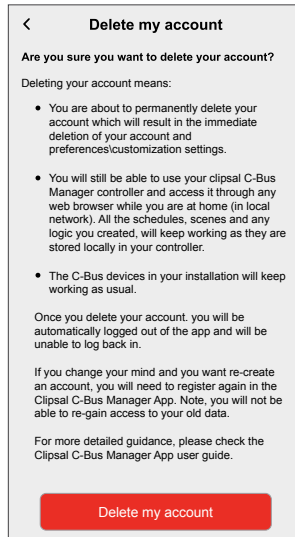 Delete my account
Are you sure you want to delete your account?
Deleting your account means:
• You are about to permanently delete your
account which will result in the immediate
deletion of your account and
preferences\customization settings.
• You will still be able to use your clipsal C-Bus
Manager controller and access it through any
web browser while you are at home (in local
network). All the schedules, scenes and any
logic you created, will keep working as they are
stored locally in your controller.
• The C-Bus devices in your installation will keep
working as usual.
Once you delete your account. you will be
automatically logged out of the app and will be
unable to log back in.
If you change your mind and you want re-create
an account, you will need to register again in the
Clipsal C-Bus Manager App. Note, you will not be
able to re-gain access to your old data.
For more detailed guidance, please check the
Clipsal C-Bus Manager App user guide.
Delete my account